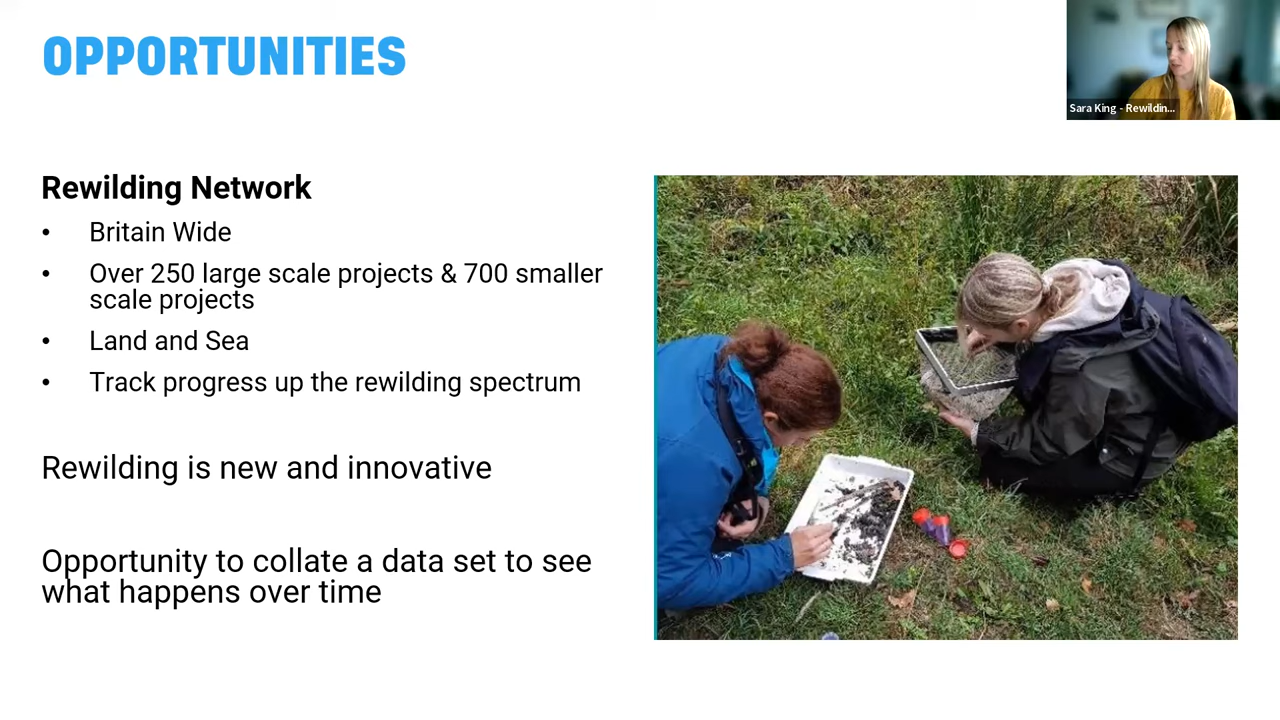 OPPORTUNITIES
Sara King - Rewildin...
Rewilding Network
• Britain Wide
• Over 250 large scale projects & 700 smaller
scale projects
• Land and Sea
• Track progress up the rewilding spectrum
Rewilding is new and innovative
Opportunity to collate a data set to see
what happens over time